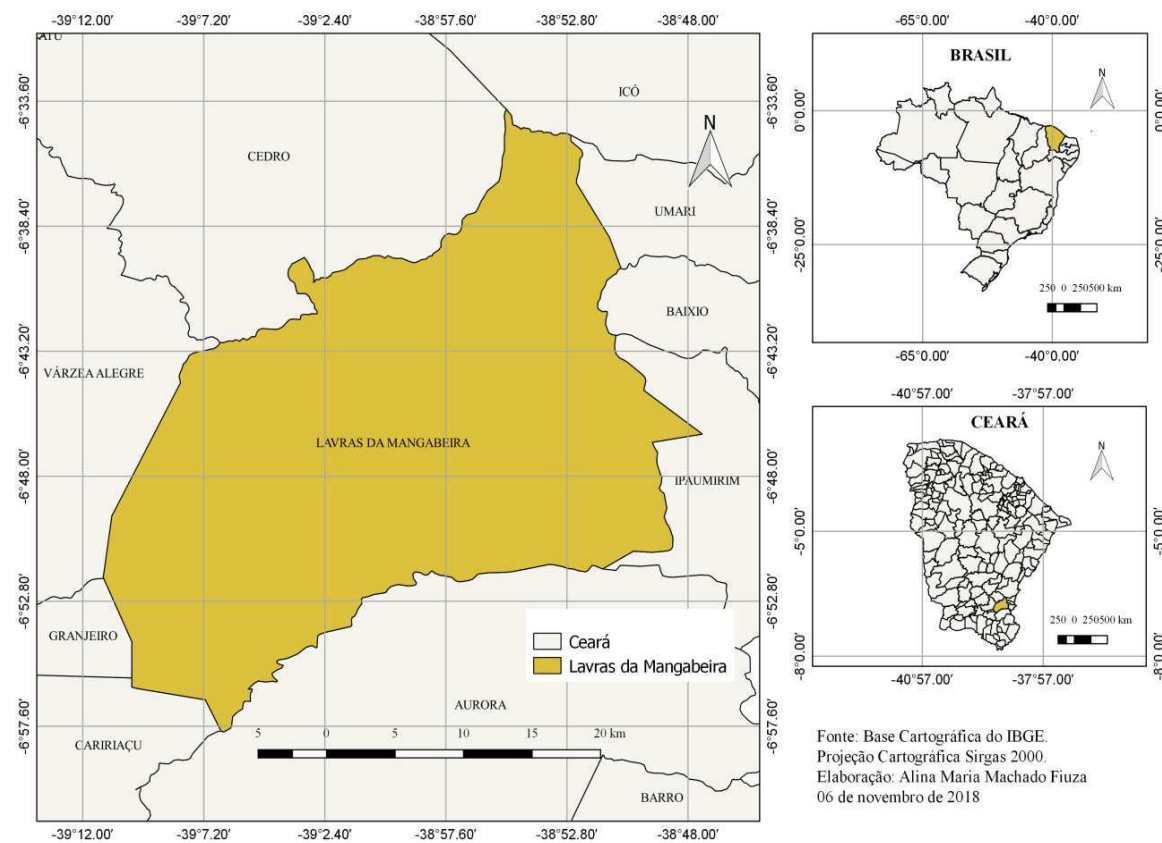 -39°12.00' -39°7.20' -39°2.40' -38°57.60' -38°52.80' -38°48.00'
ICÓ
-6°33.60' -6°33.60'
N
CEDRO
UMARI
-6°38.40' -6°38.40'
BAIXIO
-6°43.20' -6°43.20'
VÁRZEA ALEGRE
LAVRAS DA MANGABEIRA
-6°48.00' -6°48.00'
IPAUMIRIM
-6°52.80' -6°52.80'
GRANJEIRO
Ceará
Lavras da Mangabeira
AURORA
-6°57.60' -6°57.60'
CARIRIAÇU
5 0 5 10 15 20 km
BARRO
-39°12.00' -39°7.20' -39°2.40' -38°57.60' -38°52.80' -38°48.00'
-65°0.00' -40°0.00'
BRASIL
N
0°0.00' 0°0.00'
-25°0.00' -25°0.00'
250 0 250500 km
-65°0.00' -40°0.00'
-40°57.00' -37°57.00'
CEARÁ
N
-5°0.00' -5°0.00'
250 0 250500 km
-8°0.00' -8°0.00'
-40°57.00' -37°57.00'
Fonte: Base Cartográfica do IBGE.
Projeção Cartográfica Sirgas 2000.
Elaboração: Alina Maria Machado Fiuza
06 de novembro de 2018